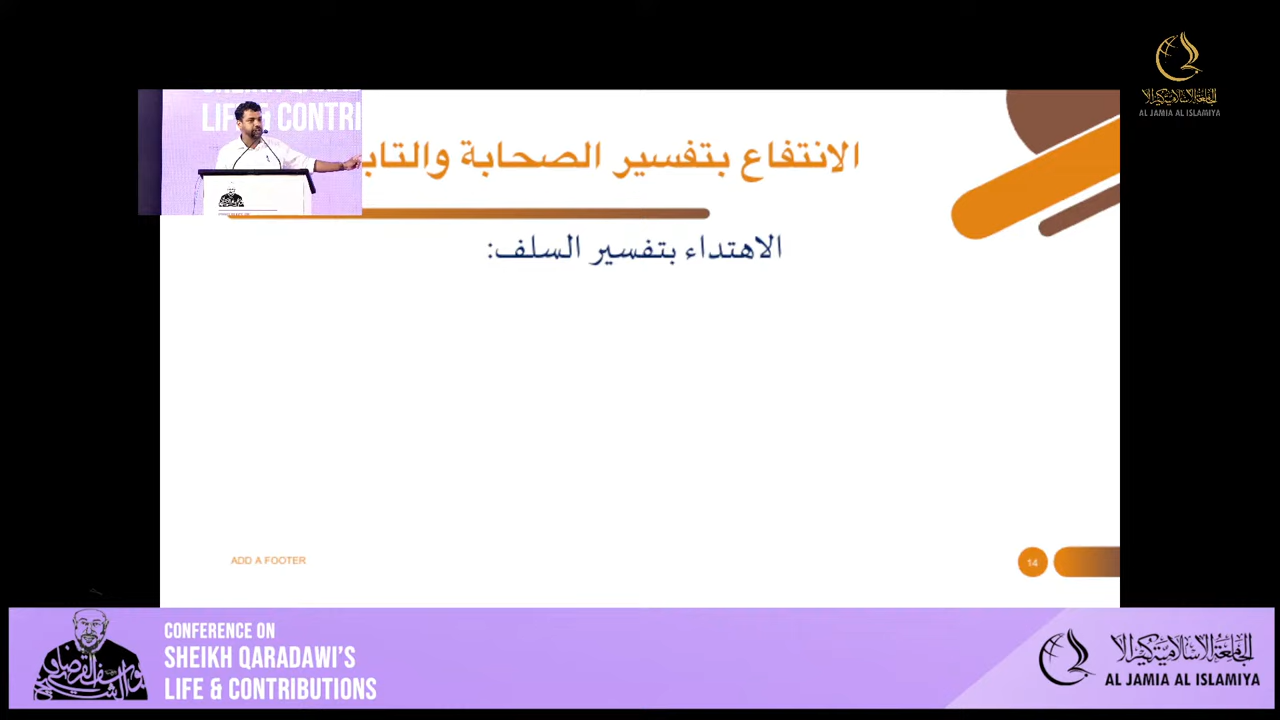 الجامعة الإسلامية كيرالا
AL JAMIA AL ISLAMIYA
LIFE & CONTRI
الانتفاع بتفسير الصحابة والتاب
الاهتداء بتفسير السلف:
ADD A FOOTER
14
CONFERENCE ON
SHEIKH QARADAWI'S
LIFE & CONTRIBUTIONS
الجامعة الإسلامية كيرالا
AL JAMIA AL ISLAMIYA